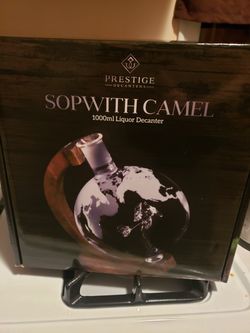 PRESTIGE
DECANTERS
SOPWITH CAMEL
1000ml Liquor Decanter